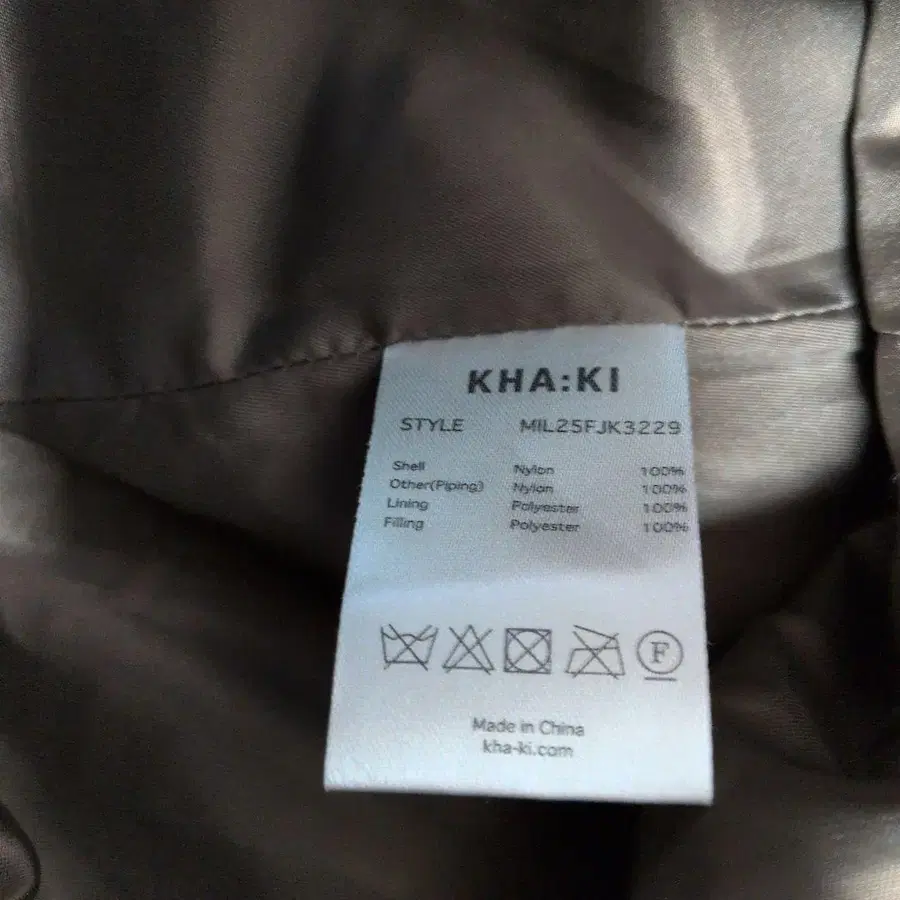 KHA:KI
STYLE MIL25FJK3229
Shell Nylon 100%
Other(Piping) Nylon 100%
Lining Polyester 100%
Filling Polyester 100%
F
Made in China
kha-ki.com